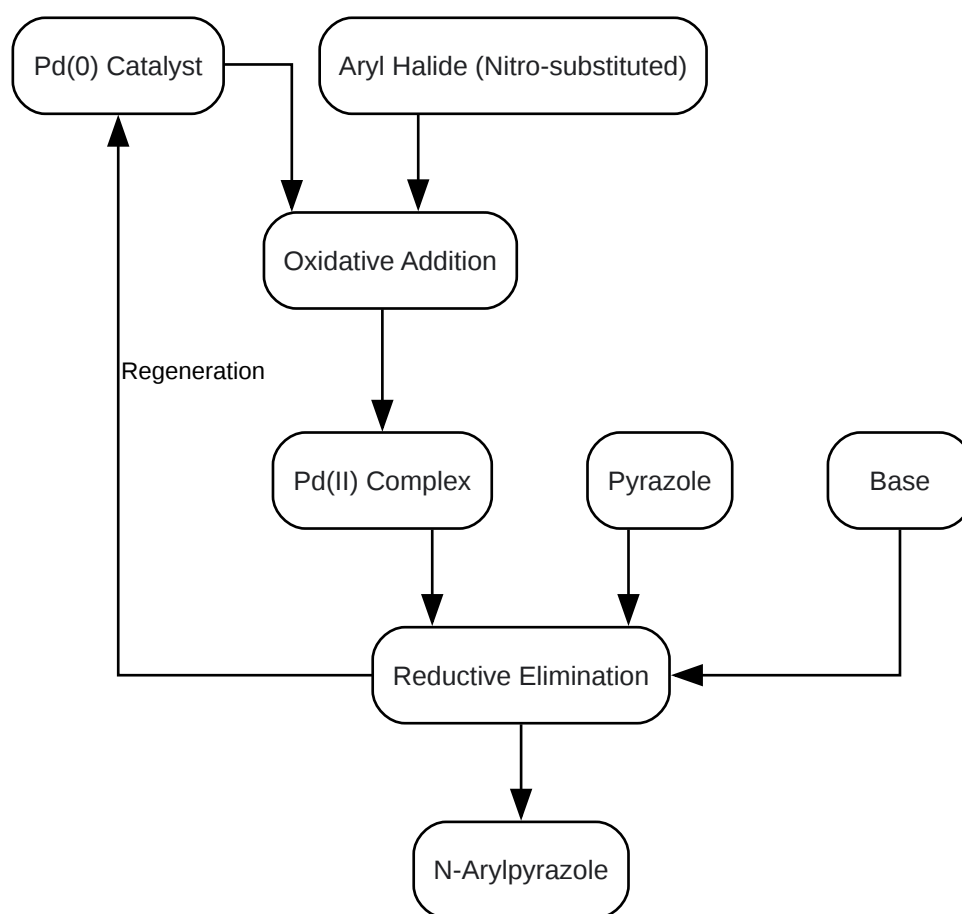 Pd(0) Catalyst
Aryl Halide (Nitro-substituted)
Oxidative Addition
Regeneration
Pd(II) Complex
Pyrazole
Base
Reductive Elimination
N-Arylpyrazole